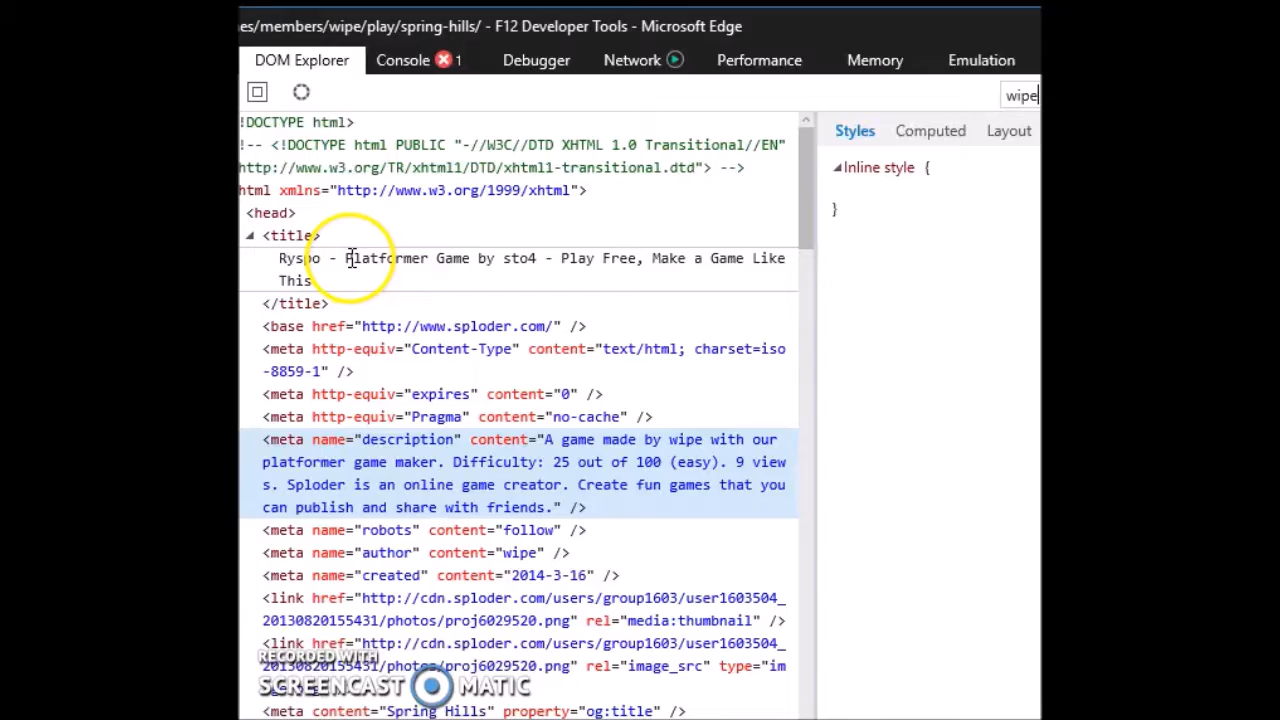 es/members/wipe/play/spring-hills/ - F12 Developer Tools - Microsoft Edge
DOM Explorer Console 1 Debugger Network Performance Memory Emulation
wipe
!DOCTYPE html>
!-- <!DOCTYPE html PUBLIC "-//W3C//DTD XHTML 1.0 Transitional//EN"
http://www.w3.org/TR/xhtml1/DTD/xhtml1-transitional.dtd"> -->
html xmlns="http://www.w3.org/1999/xhtml">
<head>
<title>
Ryspo - Platformer Game by sto4 - Play Free, Make a Game Like
This
</title>
<base href="http://www.sploder.com/" />
<meta http-equiv="Content-Type" content="text/html; charset=iso
-8859-1" />
<meta http-equiv="expires" content="0" />
<meta http-equiv="Pragma" content="no-cache" />
<meta name="description" content="A game made by wipe with our
platformer game maker. Difficulty: 25 out of 100 (easy). 9 view
s. Sploder is an online game creator. Create fun games that you
can publish and share with friends." />
<meta name="robots" content="follow" />
<meta name="author" content="wipe" />
<meta name="created" content="2014-3-16" />
<link href="http://cdn.sploder.com/users/group1603/user1603504_
20130820155431/photos/proj6029520.png" rel="media:thumbnail" />
<link href="http://cdn.sploder.com/users/group1603/user1603504_
20130820155431/photos/proj6029520.png" rel="image_src" type="im
<meta content="Spring Hills" property="og:title" />
Styles Computed Layout
Inline style {
}
RECORDED WITH
SCREENCAST MATIC